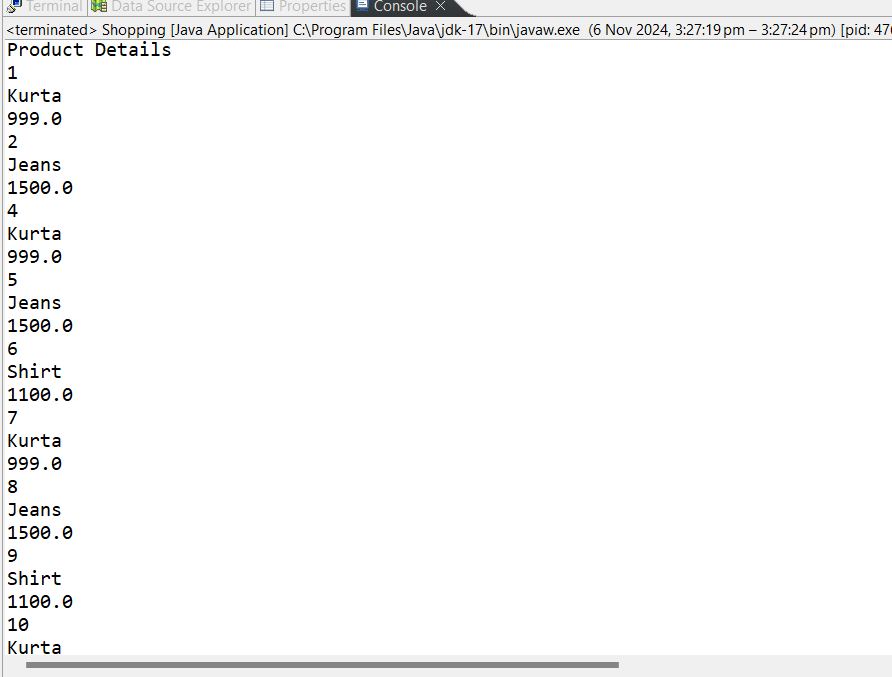 Terminal Data Source Explorer Properties Console
<terminated> Shopping [Java Application] C:\Program Files\Java\jdk-17\bin\javaw.exe (6 Nov 2024, 3:27:19 pm – 3:27:24 pm) [pid: 476
Product Details
1
Kurta
999.0
2
Jeans
1500.0
4
Kurta
999.0
5
Jeans
1500.0
6
Shirt
1100.0
7
Kurta
999.0
8
Jeans
1500.0
9
Shirt
1100.0
10
Kurta